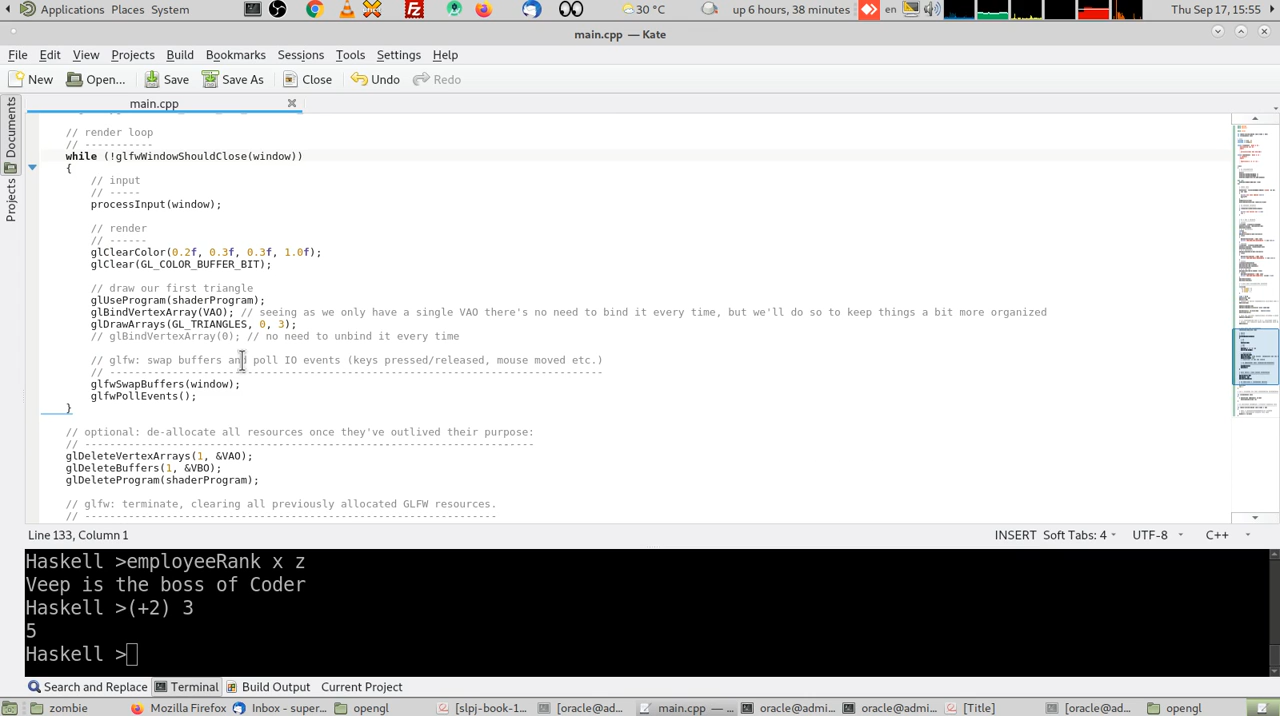 Applications Places System 30 °C up 6 hours, 38 minutes en Thu Sep 17, 15:55
main.cpp — Kate
File Edit View Projects Build Bookmarks Sessions Tools Settings Help
New Open... Save Save As Close Undo Redo
main.cpp
Documents
Projects
// render loop
// -----------
while (!glfwWindowShouldClose(window))
{
// input
// -----
processInput(window);
// render
// ------
glClearColor(0.2f, 0.3f, 0.3f, 1.0f);
glClear(GL_COLOR_BUFFER_BIT);
// draw our first triangle
glUseProgram(shaderProgram);
glBindVertexArray(VAO); // seeing as we only have a single VAO there's no need to bind it every time, but we'll do so to keep things a bit more organized
glDrawArrays(GL_TRIANGLES, 0, 3);
// glBindVertexArray(0); // no need to unbing it every time
// glfw: swap buffers and poll IO events (keys pressed/released, mouse moved etc.)
// -------------------------------------------------------------------------------
glfwSwapBuffers(window);
glfwPollEvents();
}
// optional: de-allocate all resources once they've outlived their purpose:
// ------------------------------------------------------------------------
glDeleteVertexArrays(1, &VAO);
glDeleteBuffers(1, &VBO);
glDeleteProgram(shaderProgram);
// glfw: terminate, clearing all previously allocated GLFW resources.
// ------------------------------------------------------------------
Line 133, Column 1 INSERT Soft Tabs: 4 UTF-8 C++
Haskell >employeeRank x z
Veep is the boss of Coder
Haskell >(+2) 3
5
Haskell >
Search and Replace Terminal Build Output Current Project
zombie Mozilla Firefox Inbox - super... opengl [slpj-book-1... [oracle@ad... main.cpp — ... oracle@admi... oracle@admi... [Title] [oracle@ad... opengl